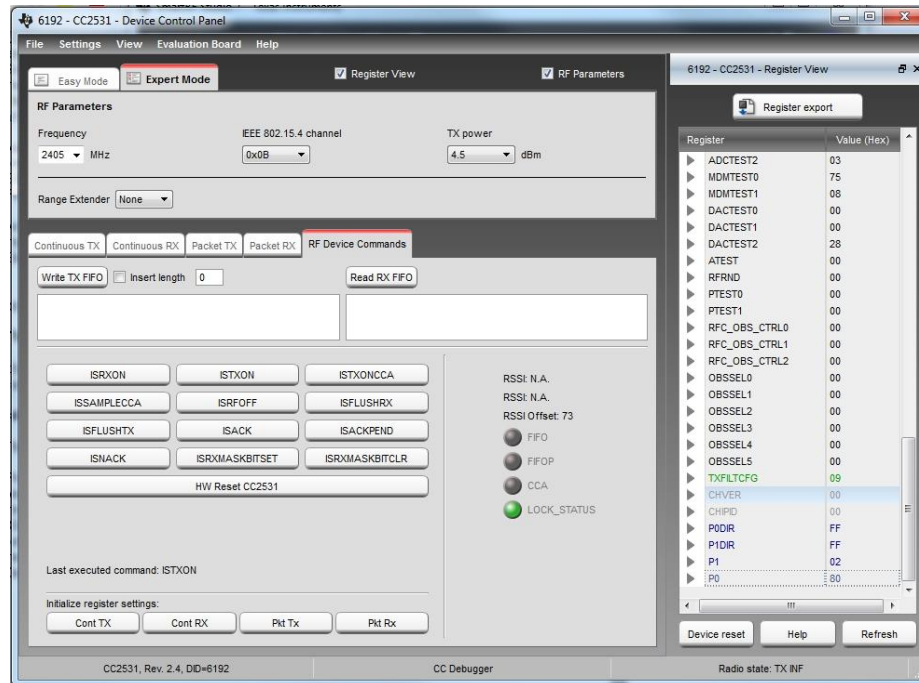 6192 - CC2531 - Device Control Panel
File Settings View Evaluation Board Help
Easy Mode Expert Mode Register View RF Parameters
RF Parameters
Frequency IEEE 802.15.4 channel TX power
2405 MHz 0x0B 4.5 dBm
Range Extender None
Continuous TX Continuous RX Packet TX Packet RX RF Device Commands
Write TX FIFO Insert length 0 Read RX FIFO
ISRXON ISTXON ISTXONCCA
ISSAMPLECCA ISRFOFF ISFLUSHRX
ISFLUSHTX ISACK ISACKPEND
ISNACK ISRXMASKBITSET ISRXMASKBITCLR
HW Reset CC2531
RSSI: N.A.
RSSI: N.A.
RSSI Offset: 73
FIFO
FIFOP
CCA
LOCK_STATUS
Last executed command: ISTXON
Initialize register settings:
Cont TX Cont RX Pkt Tx Pkt Rx
6192 - CC2531 - Register View
Register export
Register Value (Hex)
ADCTEST2 03
MDMTEST0 75
MDMTEST1 08
DACTEST0 00
DACTEST1 00
DACTEST2 28
ATEST 00
RFRND 00
PTEST0 00
PTEST1 00
RFC_OBS_CTRL0 00
RFC_OBS_CTRL1 00
RFC_OBS_CTRL2 00
OBSSEL0 00
OBSSEL1 00
OBSSEL2 00
OBSSEL3 00
OBSSEL4 00
OBSSEL5 00
TXFILTCFG 09
CHVER 00
CHIPID 00
P0DIR FF
P1DIR FF
P1 02
P0 80
Device reset Help Refresh
CC2531, Rev. 2.4, DID=6192 CC Debugger Radio state: TX INF